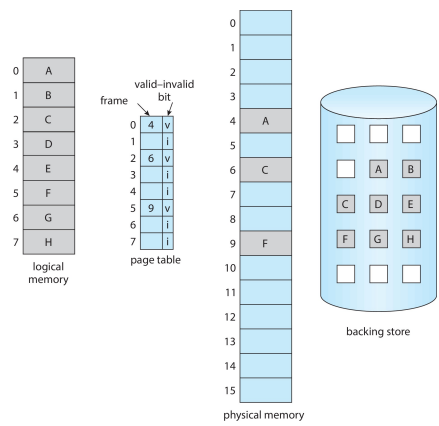 0 A
1 B
2 C
3 D
4 E
5 F
6 G
7 H
logical
memory
valid–invalid
bit
frame
0 4 v
1 i
2 6 v
3 i
4 i
5 9 v
6 i
7 i
page table
0
1
2
3
4 A
5
6 C
7
8
9 F
10
11
12
13
14
15
physical memory
A B
C D E
F G H
backing store